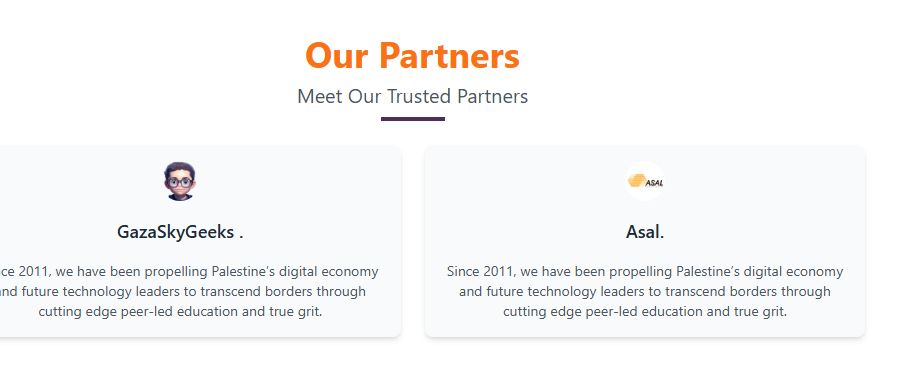 Our Partners
Meet Our Trusted Partners
GazaSkyGeeks .
2011, we have been propelling Palestine's digital economy
future technology leaders to transcend borders through
cutting edge peer-led education and true grit.
ASAL
Asal.
Since 2011, we have been propelling Palestine's digital economy
and future technology leaders to transcend borders through
cutting edge peer-led education and true grit.